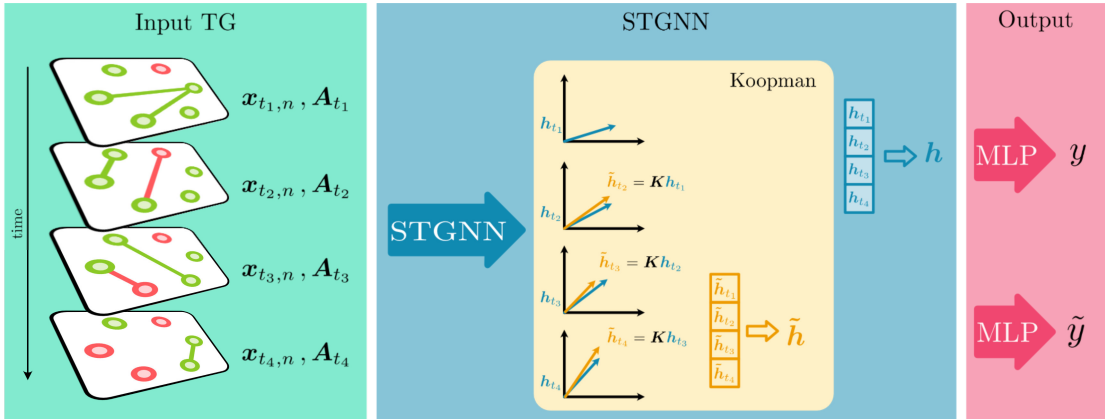 Input TG
time
𝒙_{t₁,n} , 𝑨_{t₁}
𝒙_{t₂,n} , 𝑨_{t₂}
𝒙_{t₃,n} , 𝑨_{t₃}
𝒙_{t₄,n} , 𝑨_{t₄}
STGNN
STGNN
Koopman
h_{t₁}
h_{t₂}
h̃_{t₂} = K h_{t₁}
h_{t₃}
h̃_{t₃} = K h_{t₂}
h_{t₄}
h̃_{t₄} = K h_{t₃}
h̃_{t₁}
h̃_{t₂}
h̃_{t₃}
h̃_{t₄}
h̃
h_{t₁}
h_{t₂}
h_{t₃}
h_{t₄}
h
Output
MLP y
MLP ỹ